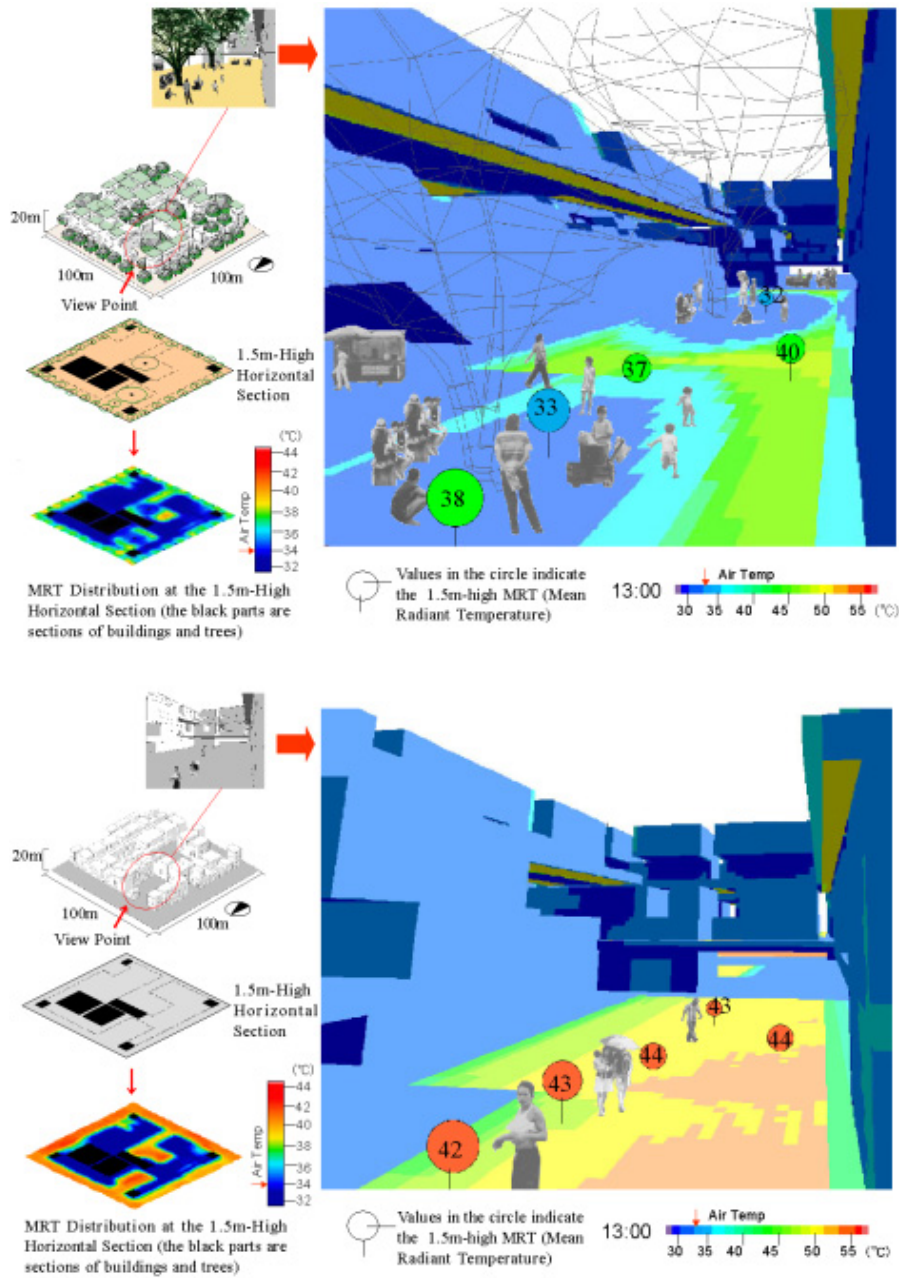 20m
100m
100m
View Point
1.5m-High
Horizontal
Section
(℃)
44
42
40
38
36
34
32
Air Temp
MRT Distribution at the 1.5m-High
Horizontal Section (the black parts are
sections of buildings and trees)
32
40
37
33
38
Values in the circle indicate
the 1.5m-high MRT (Mean
Radiant Temperature)
13:00
Air Temp
30 35 40 45 50 55 (℃)
20m
100m
100m
View Point
1.5m-High
Horizontal
Section
(℃)
44
42
40
38
36
34
32
Air Temp
MRT Distribution at the 1.5m-High
Horizontal Section (the black parts are
sections of buildings and trees)
43
44
44
43
42
Values in the circle indicate
the 1.5m-high MRT (Mean
Radiant Temperature)
13:00
Air Temp
30 35 40 45 50 55 (℃)